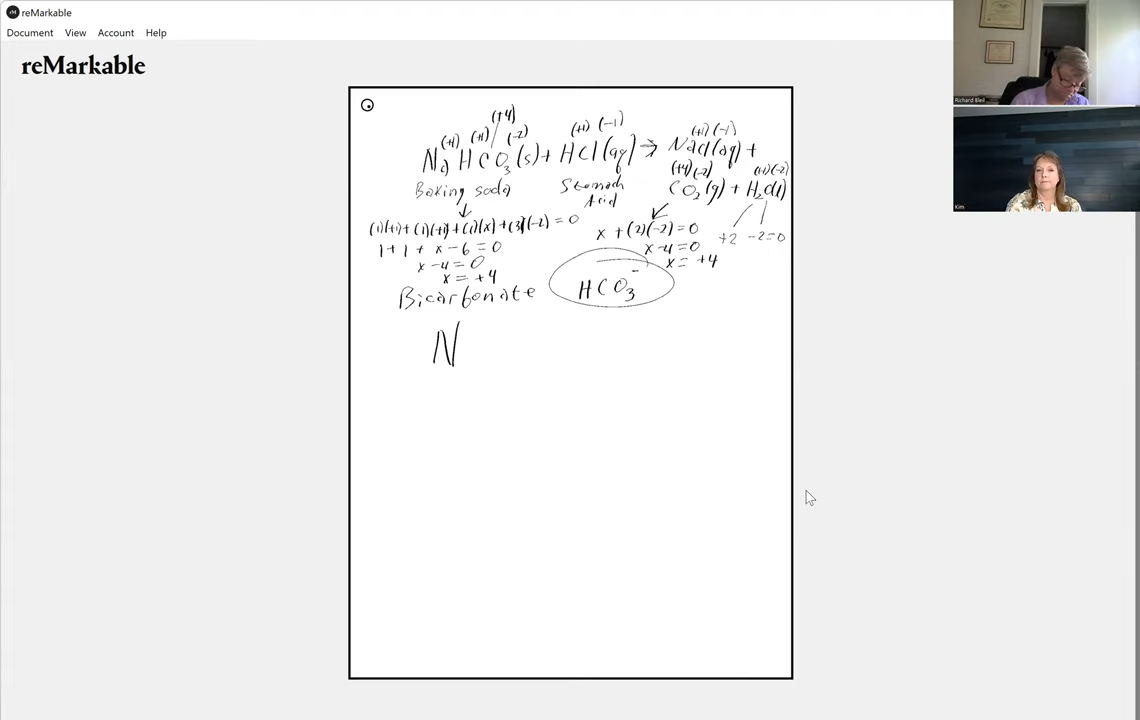 reMarkable
Document View Account Help
reMarkable
(+4)
(+1) (+1) (-2) (+1) (-1) (+1) (-1)
NaHCO₃(s) + HCl(aq) → NaCl(aq) +
(+4) (-2) (+1) (-2)
Baking soda Stomach CO₂(g) + H₂O(l)
Acid
(1)(+1) + (1)(+1) + (1)(x) + (3)(-2) = 0 x + (2)(-2) = 0 +2 -2 = 0
1 + 1 + x - 6 = 0 x - 4 = 0
x - 4 = 0 x = +4
x = +4
Bicarbonate HCO₃⁻
N
Richard Bleil
Kim